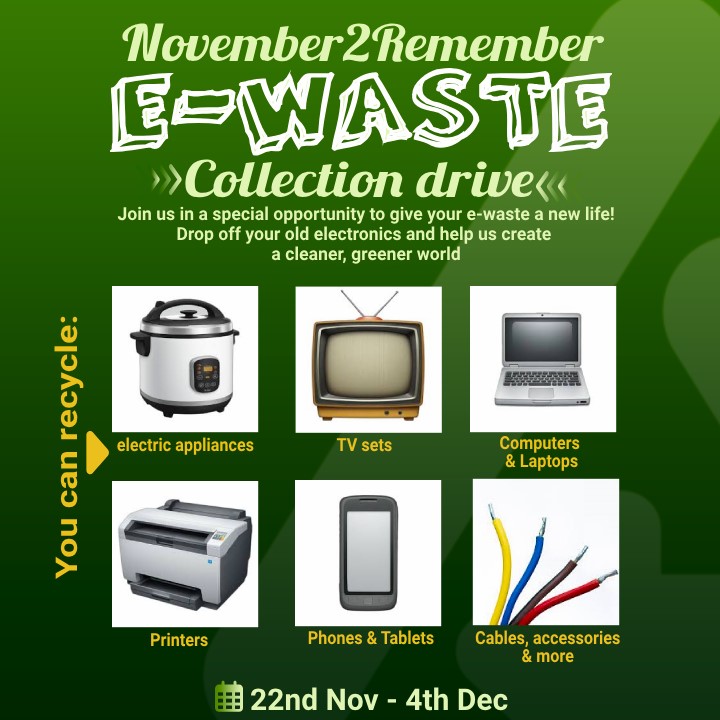 November2Remember
E-WASTE
Collection drive
Join us in a special opportunity to give your e-waste a new life!
Drop off your old electronics and help us create
a cleaner, greener world
You can recycle:
electric appliances
TV sets
Computers
& Laptops
Printers
Phones & Tablets
Cables, accessories
& more
22nd Nov - 4th Dec